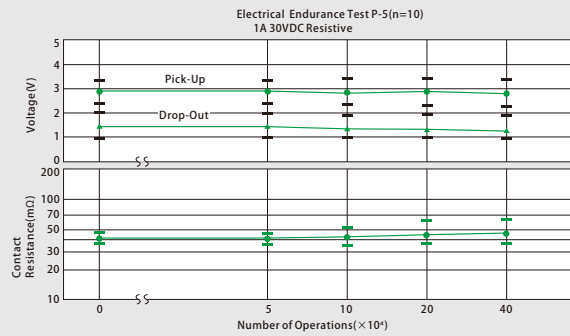 Electrical Endurance Test P-5(n=10)
1A 30VDC Resistive
Voltage(V)
5
4
3
2
1
0
Pick-Up
Drop-Out
Contact
Resistance(mΩ)
200
100
70
50
30
20
10
0 5 10 20 40
Number of Operations(×10⁴)